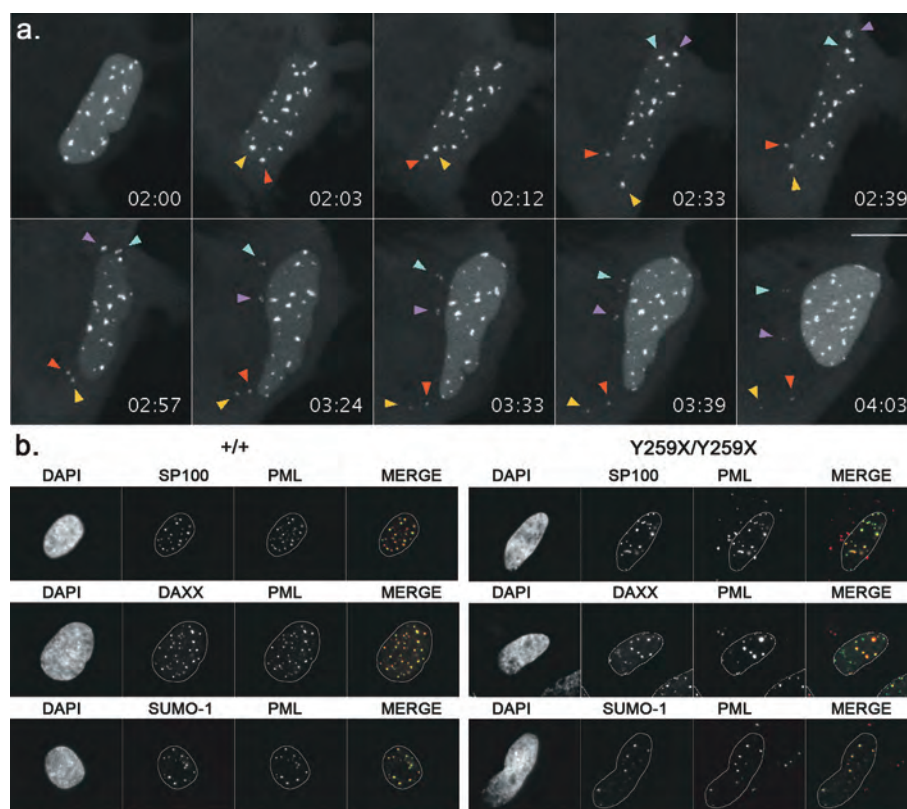 a.
02:00 02:03 02:12 02:33 02:39
02:57 03:24 03:33 03:39 04:03
b. +/+ Y259X/Y259X
DAPI SP100 PML MERGE DAPI SP100 PML MERGE
DAPI DAXX PML MERGE DAPI DAXX PML MERGE
DAPI SUMO-1 PML MERGE DAPI SUMO-1 PML MERGE